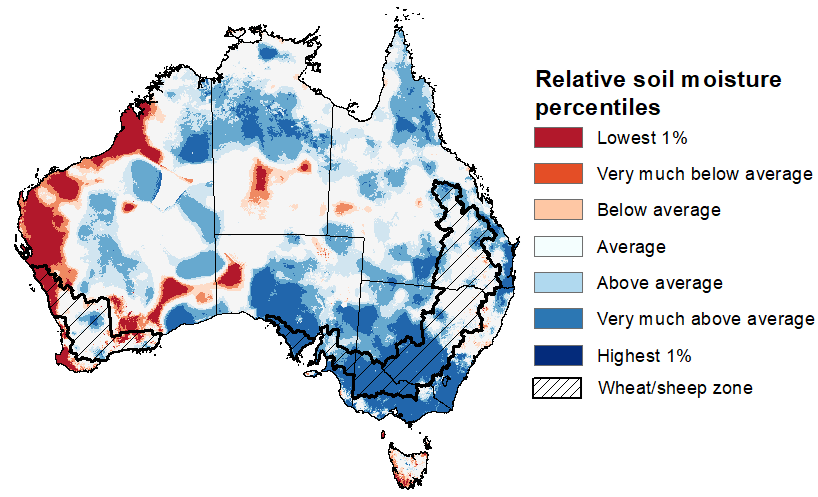 Relative soil moisture
percentiles
Lowest 1%
Very much below average
Below average
Average
Above average
Very much above average
Highest 1%
Wheat/sheep zone